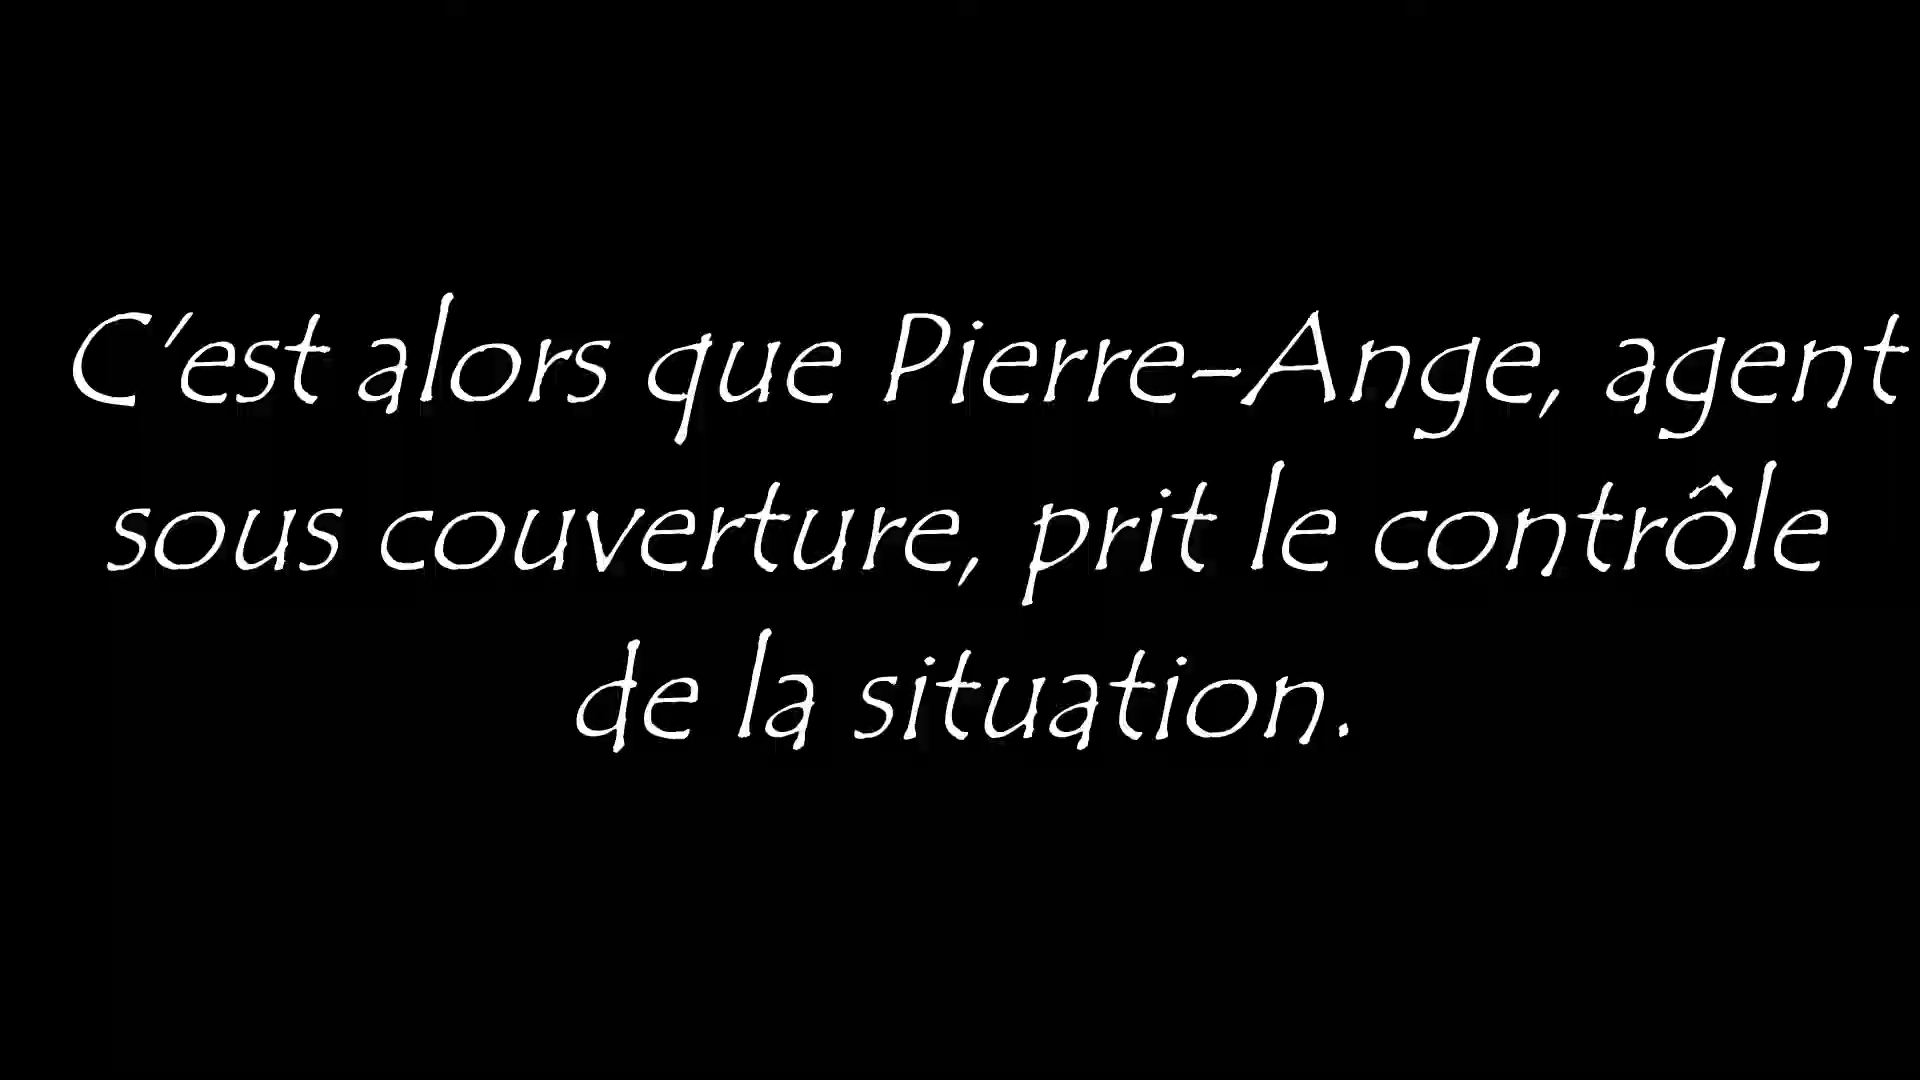 C'est alors que Pierre-Ange, agent
sous couverture, prit le contrôle
de la situation.